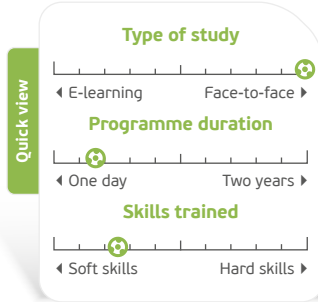 Quick view
Type of study
E-learning Face-to-face
Programme duration
One day Two years
Skills trained
Soft skills Hard skills